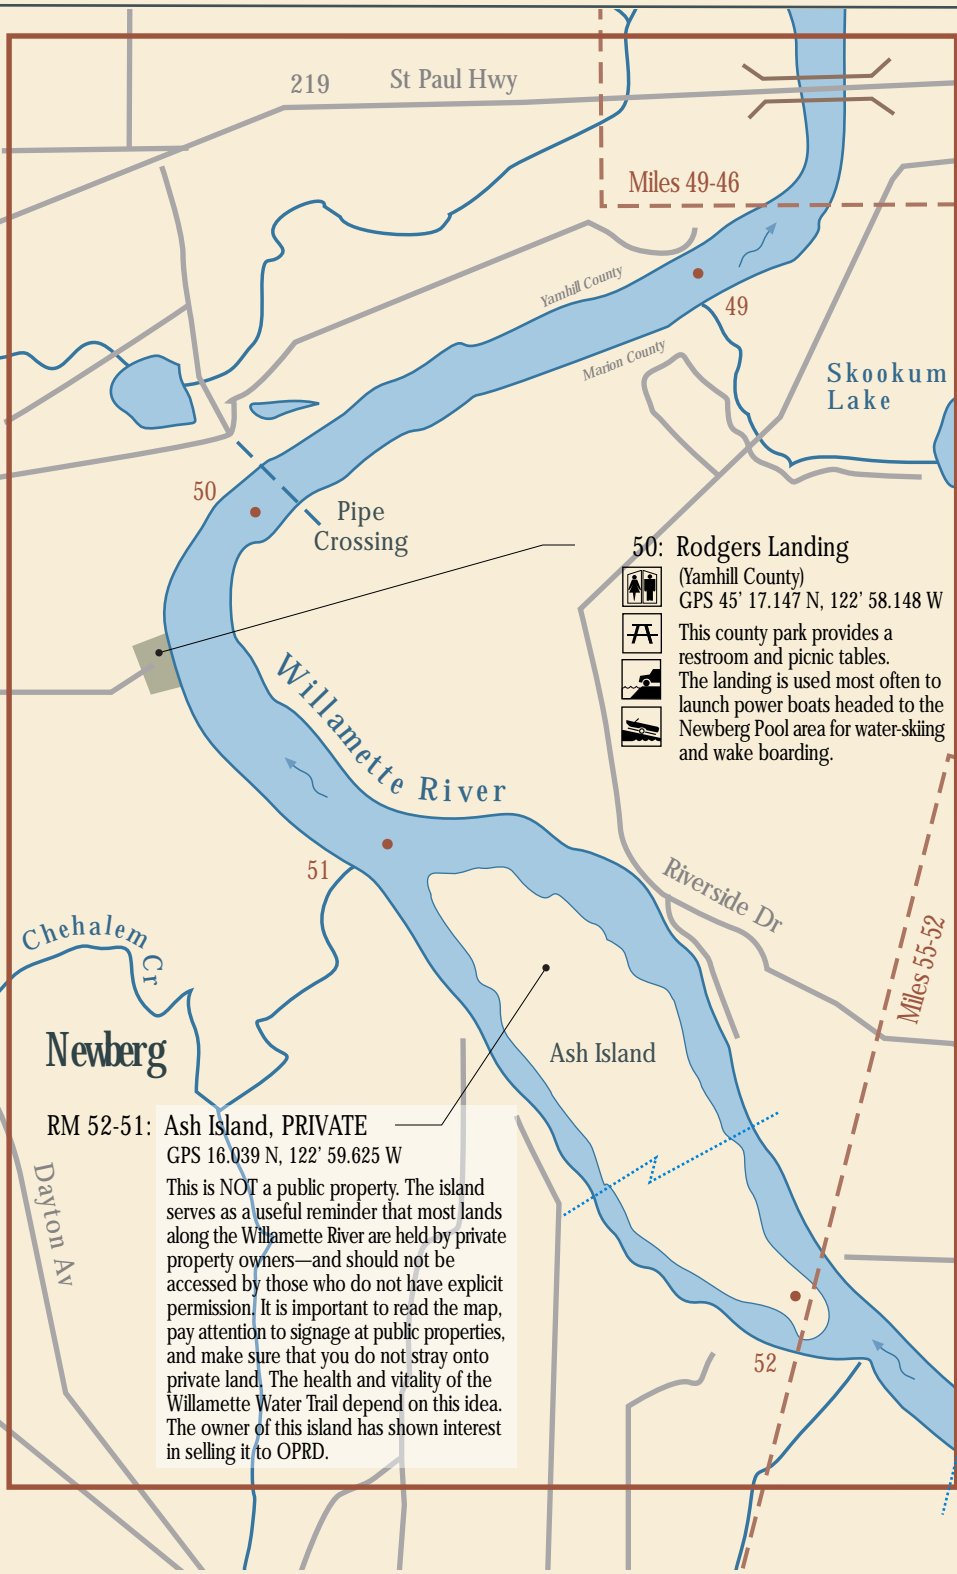 219
St Paul Hwy
Miles 49-46
Yamhill County
49
Marion County
Skookum
Lake
50
Pipe
Crossing
50: Rodgers Landing
(Yamhill County)
GPS 45’ 17.147 N, 122’ 58.148 W
This county park provides a
restroom and picnic tables.
The landing is used most often to
launch power boats headed to the
Newberg Pool area for water-skiing
and wake boarding.
Willamette River
51
Riverside Dr
Chehalem Cr
Miles 55-52
Newberg
Ash Island
RM 52-51: Ash Island, PRIVATE
GPS 16.039 N, 122’ 59.625 W
This is NOT a public property. The island
serves as a useful reminder that most lands
along the Willamette River are held by private
property owners—and should not be
accessed by those who do not have explicit
permission. It is important to read the map,
pay attention to signage at public properties,
and make sure that you do not stray onto
private land. The health and vitality of the
Willamette Water Trail depend on this idea.
The owner of this island has shown interest
in selling it to OPRD.
Dayton Av
52